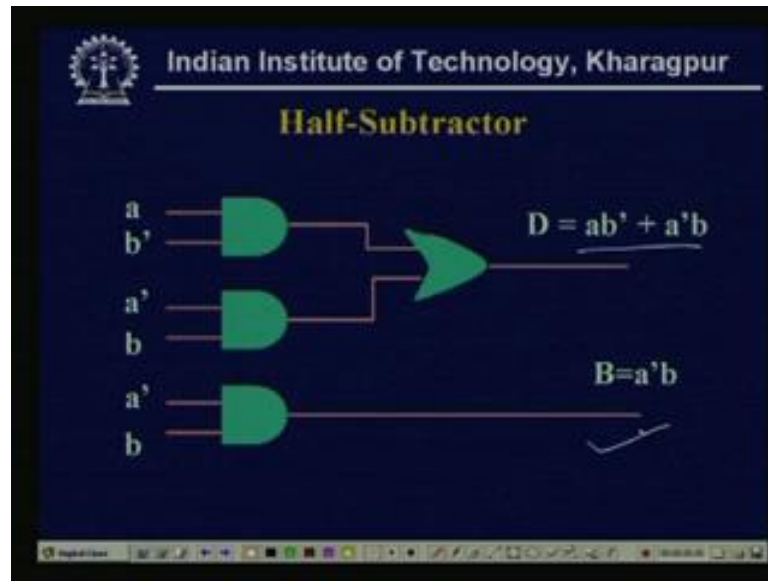 Indian Institute of Technology, Kharagpur
Half-Subtractor
a
b’
D = ab’ + a’b
a’
b
B=a’b
a’
b